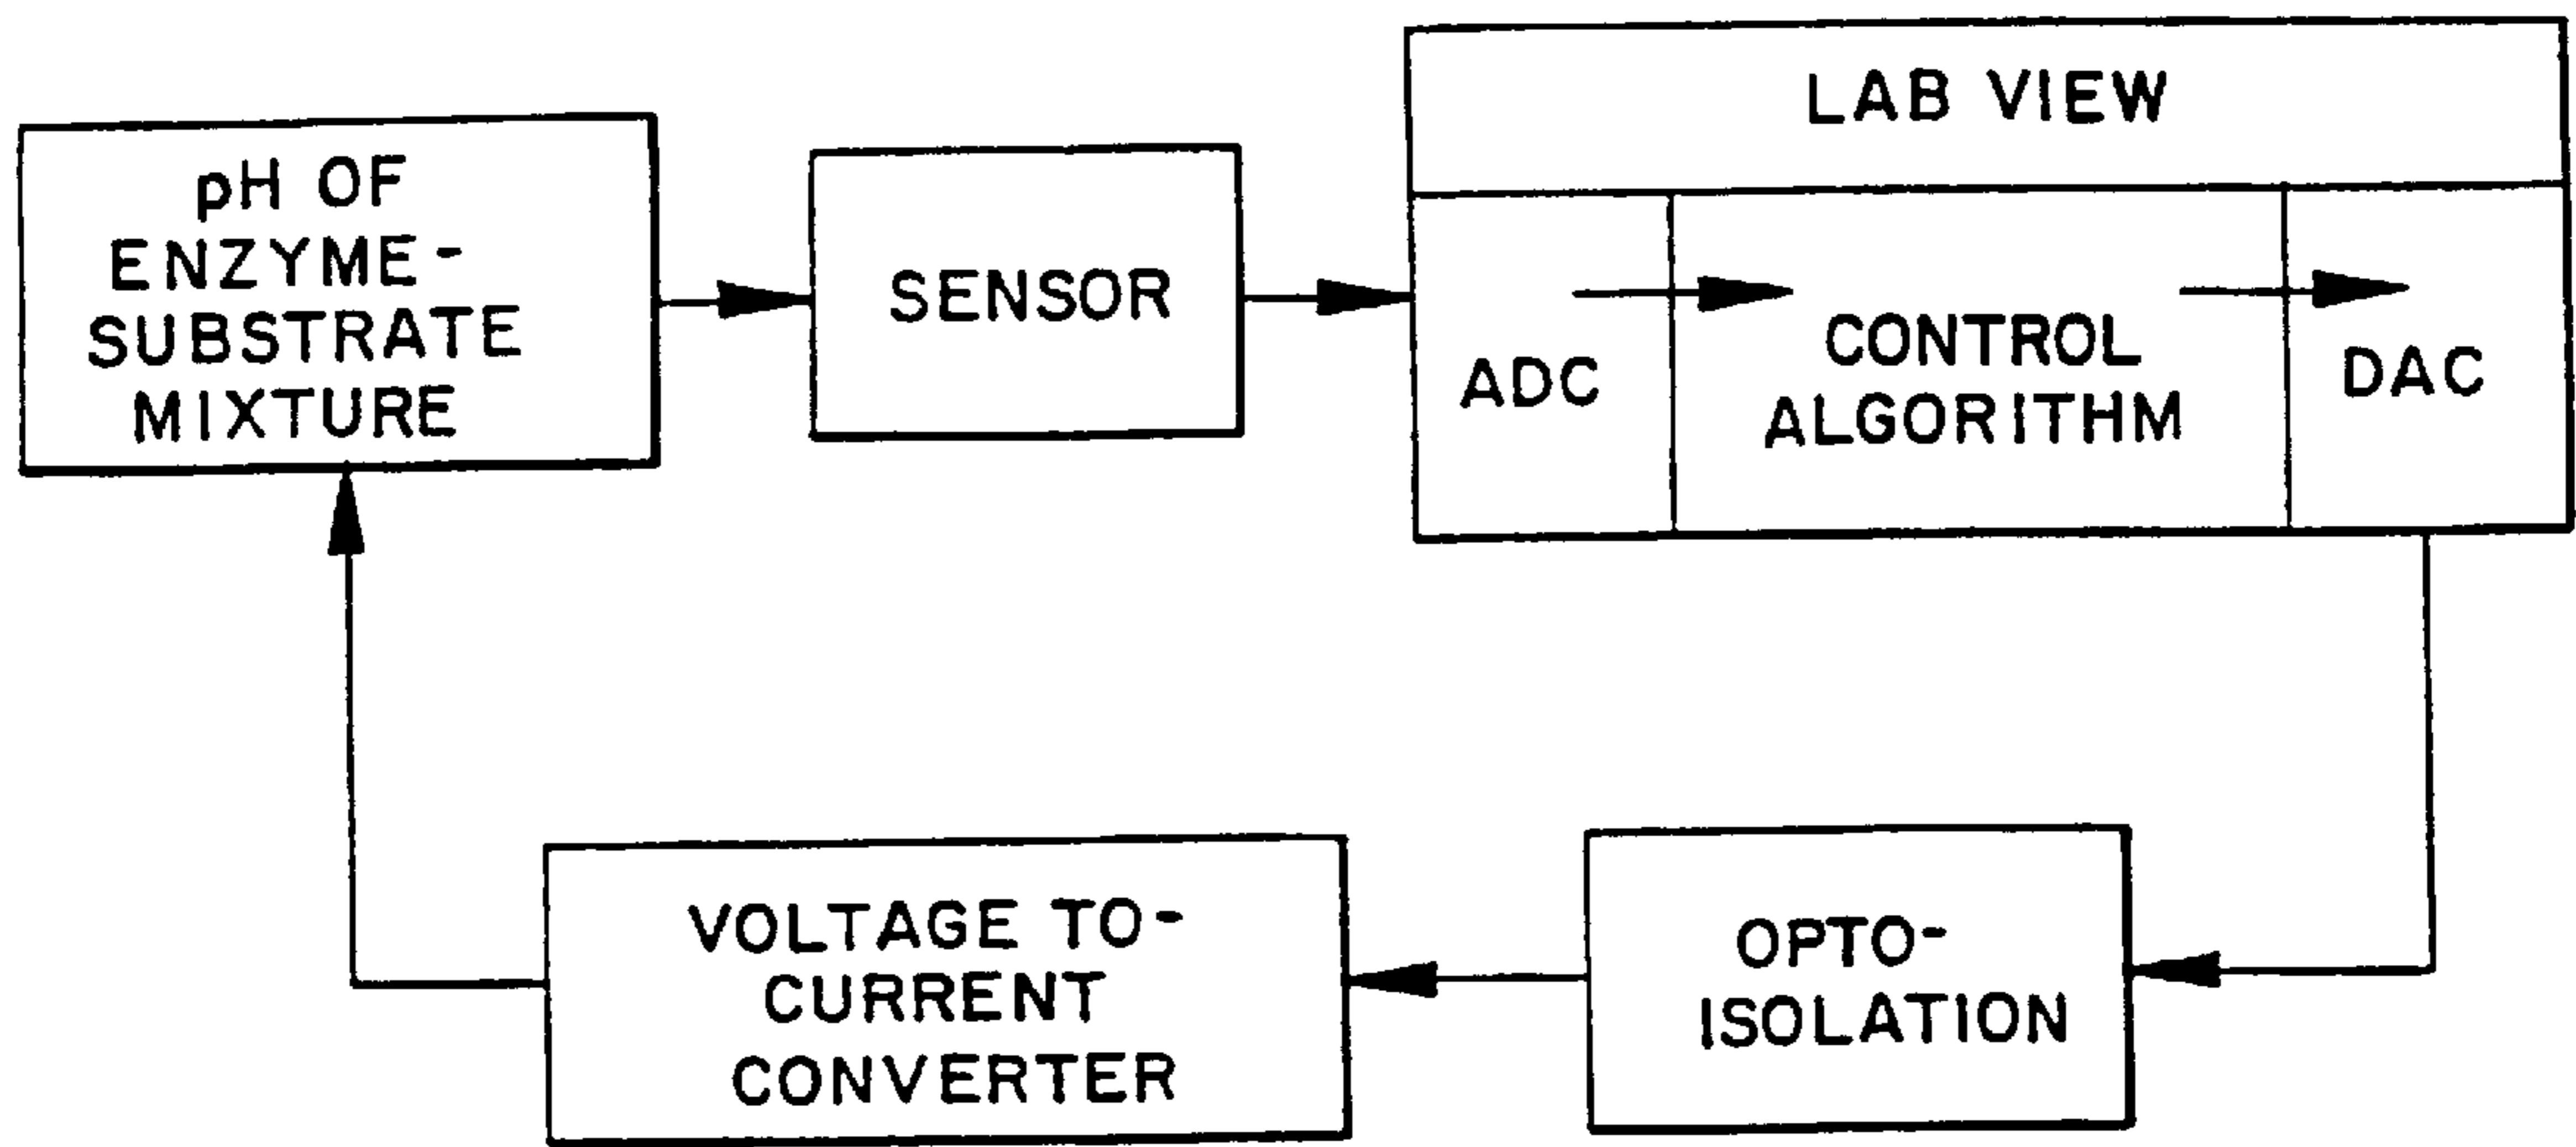 pH OF
ENZYME-
SUBSTRATE
MIXTURE
SENSOR
LAB VIEW
ADC
CONTROL
ALGORITHM
DAC
VOLTAGE TO-
CURRENT
CONVERTER
OPTO-
ISOLATION